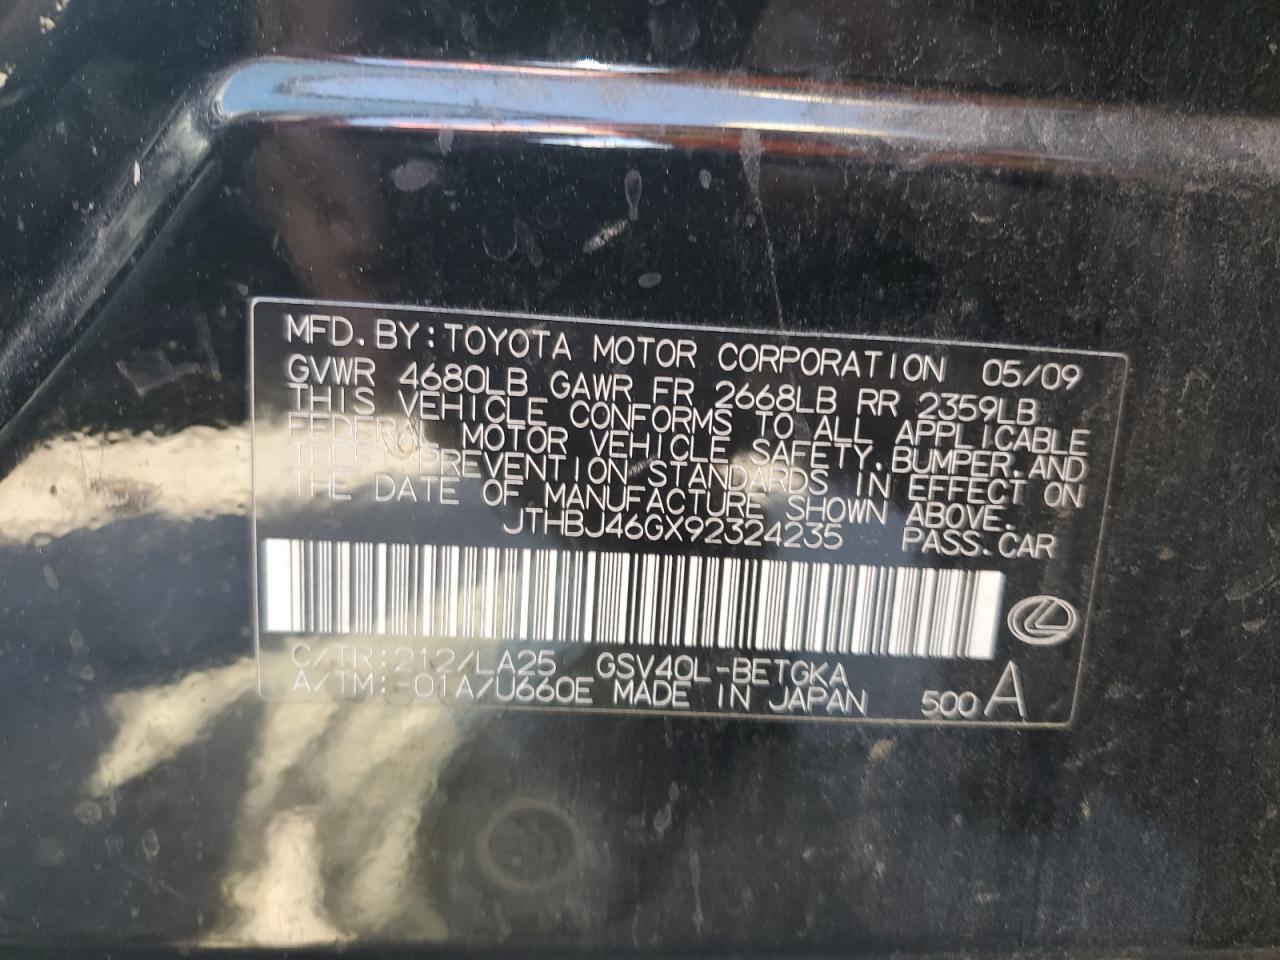 MFD. BY: TOYOTA MOTOR CORPORATION 05/09
GVWR 4680LB GAWR FR 2668LB RR 2359LB
THIS VEHICLE CONFORMS TO ALL APPLICABLE
FEDERAL MOTOR VEHICLE SAFETY, BUMPER, AND
THEFT PREVENTION STANDARDS IN EFFECT ON
THE DATE OF MANUFACTURE SHOWN ABOVE.
JTHBJ46GX92324235 PASS. CAR
C/TR: 212/LA25 GSV40L-BETGKA
A/TM: -01A/U660E MADE IN JAPAN 500 A